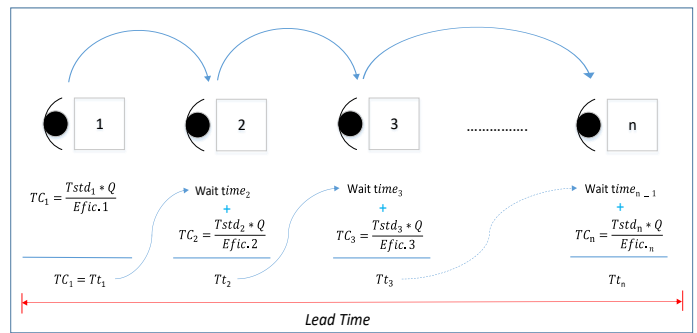 1 2 3 ................ n
Wait time₂ Wait time₃ Wait timeₙ ₋ ₁
TC₁ = Tstd₁ * Q / Efic. 1
+ + +
TC₂ = Tstd₂ * Q / Efic. 2 TC₃ = Tstd₃ * Q / Efic. 3 TCₙ = Tstdₙ * Q / Efic.ₙ
TC₁ = Tt₁ Tt₂ Tt₃ Ttₙ
Lead Time